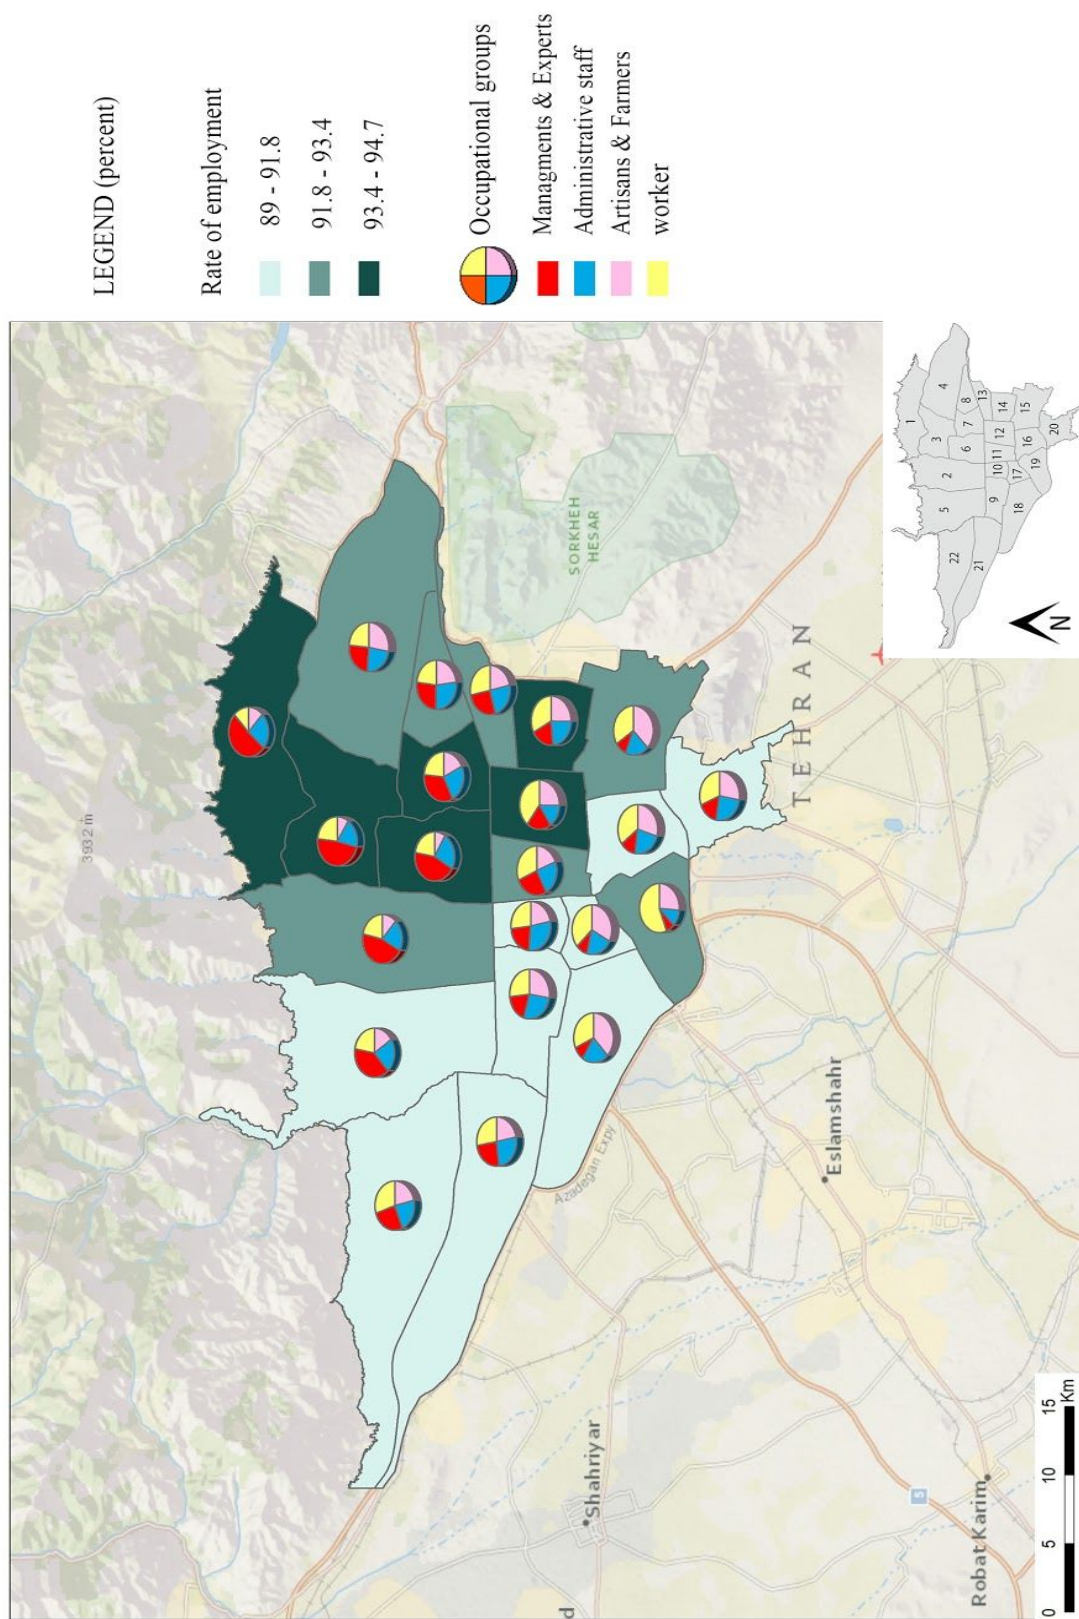 LEGEND (percent)
Rate of employment
89 - 91.8
91.8 - 93.4
93.4 - 94.7
Occupational groups
Managments & Experts
Administrative staff
Artisans & Farmers
worker
3932 m
SORKHEH
HESAR
TEHRAN
Azadegan Expy
Eslamshahr
Shahriyar
Robat Karim
5
d
0 5 10 15
Km
N
1
2
3
4
5
6
7
8
9
10
11
12
13
14
15
16
17
18
19
20
21
22